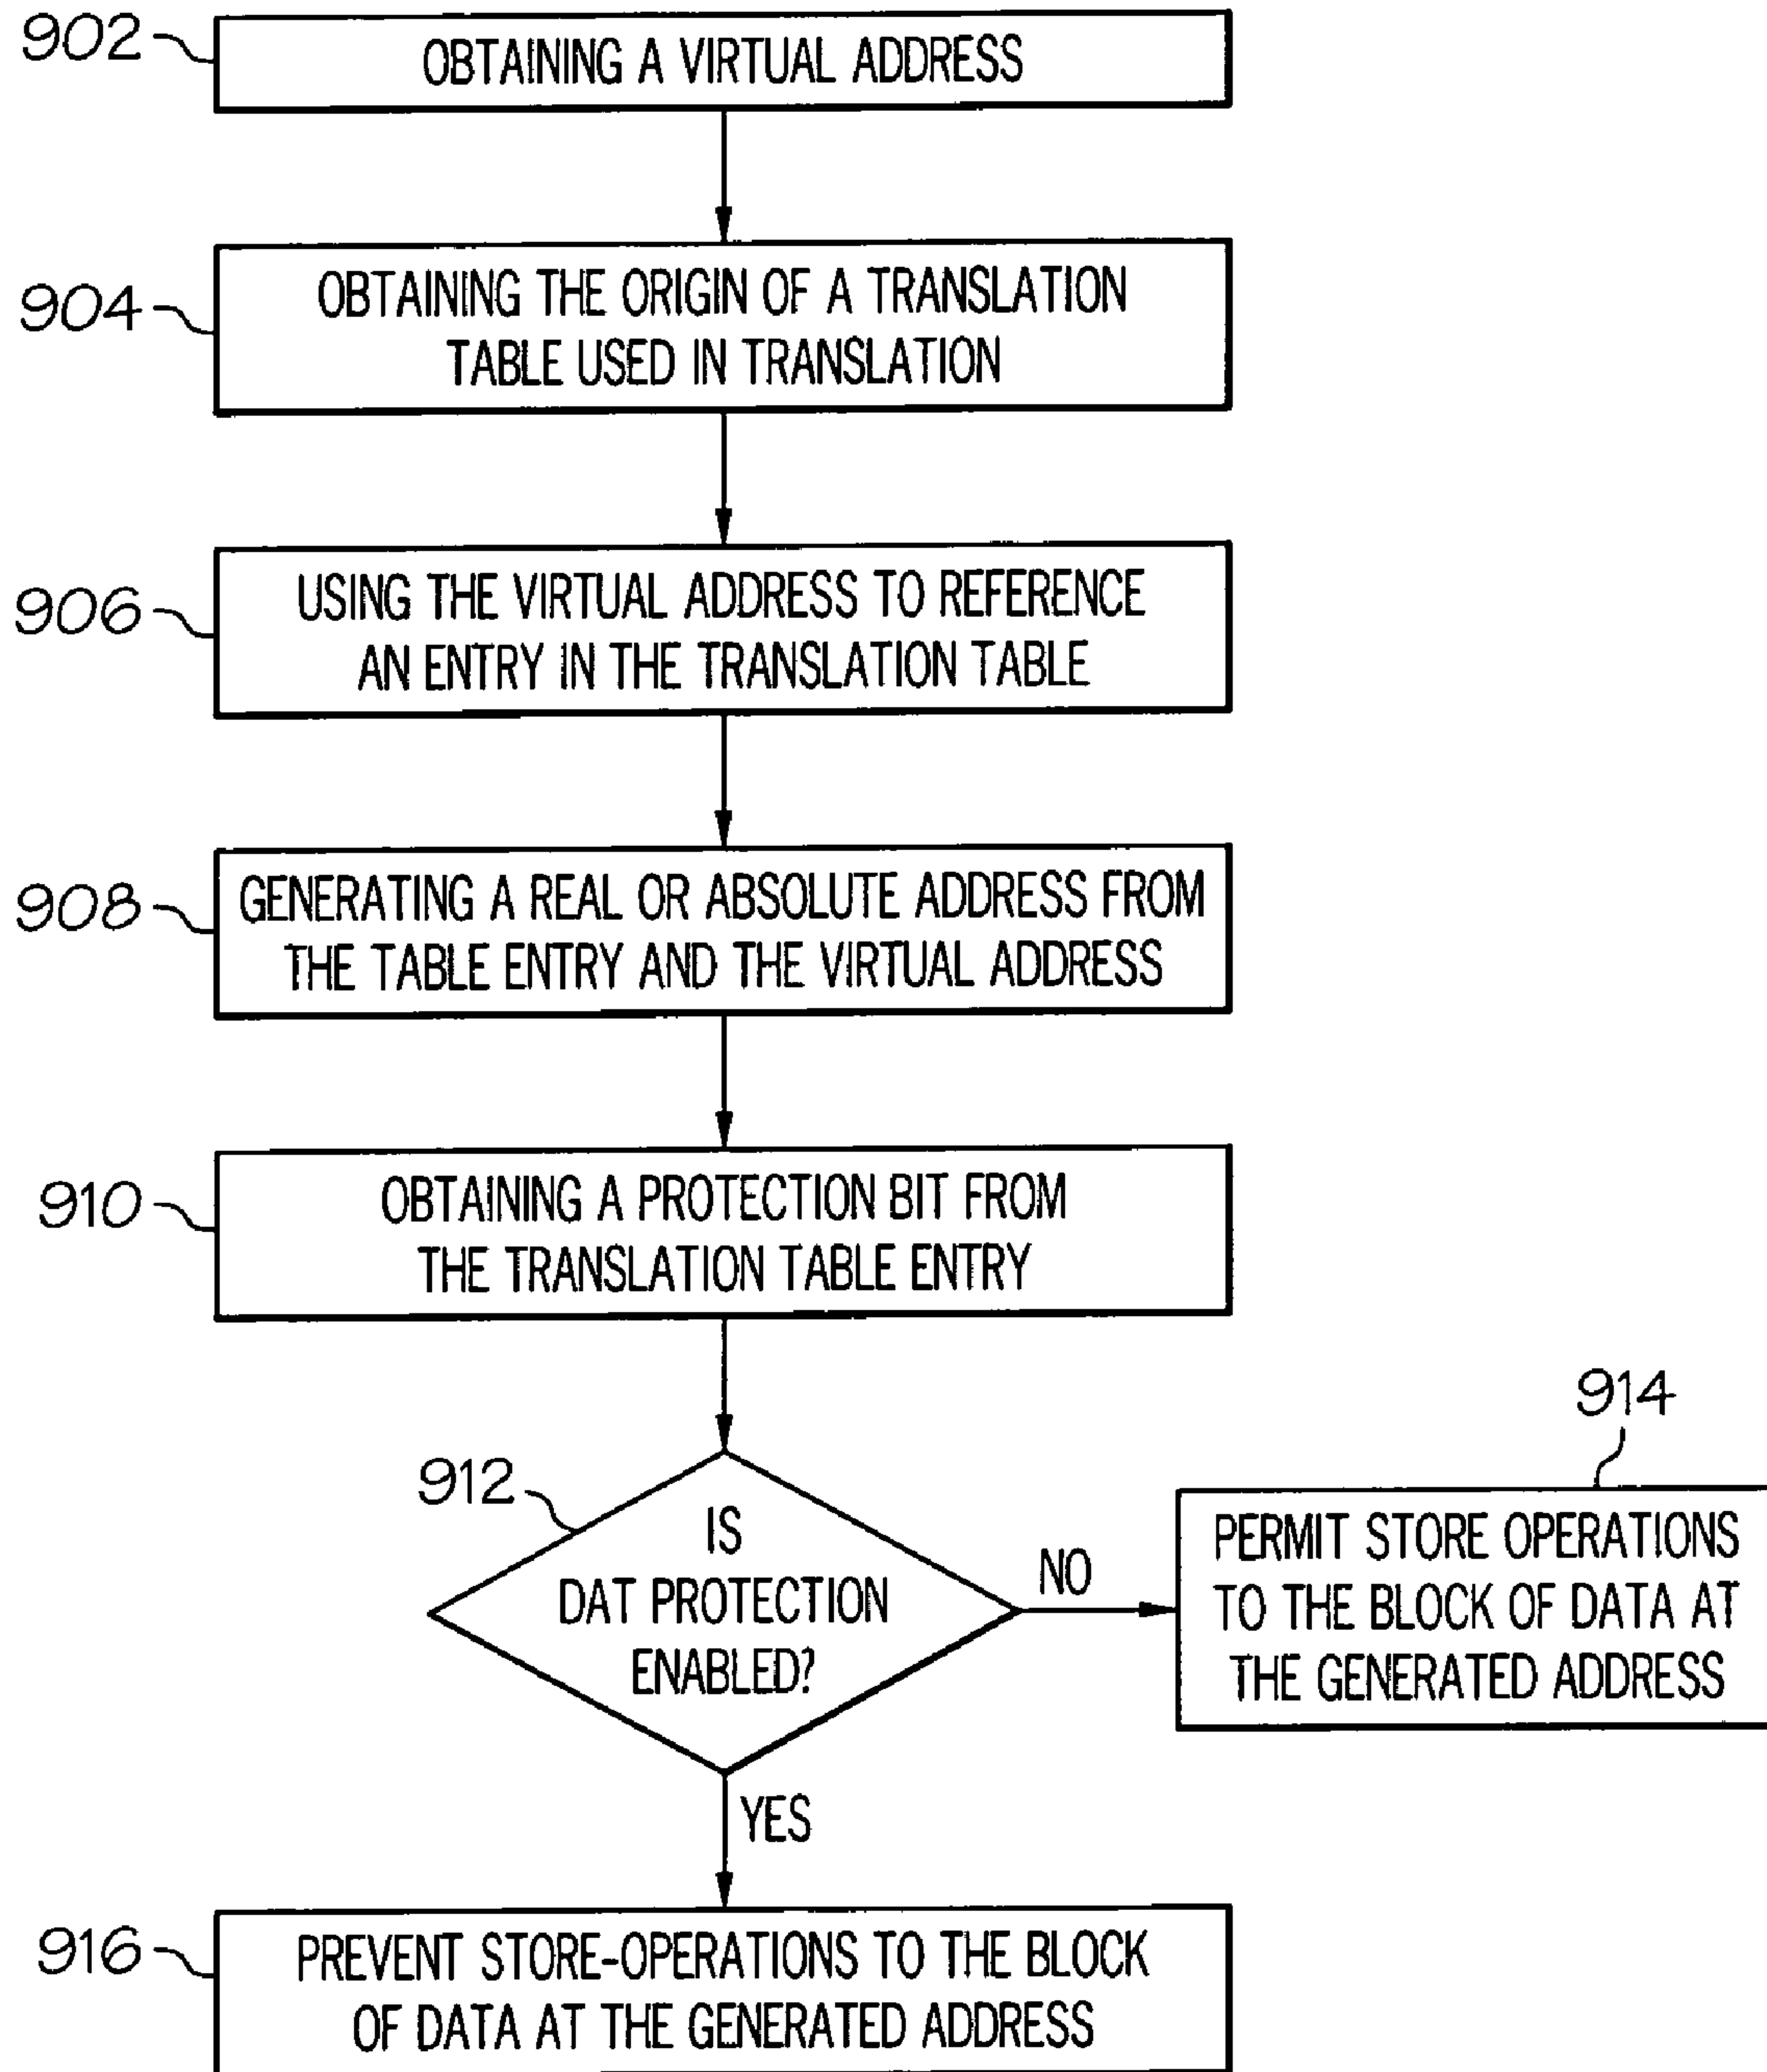 902
OBTAINING A VIRTUAL ADDRESS
904
OBTAINING THE ORIGIN OF A TRANSLATION
TABLE USED IN TRANSLATION
906
USING THE VIRTUAL ADDRESS TO REFERENCE
AN ENTRY IN THE TRANSLATION TABLE
908
GENERATING A REAL OR ABSOLUTE ADDRESS FROM
THE TABLE ENTRY AND THE VIRTUAL ADDRESS
910
OBTAINING A PROTECTION BIT FROM
THE TRANSLATION TABLE ENTRY
912
IS
DAT PROTECTION
ENABLED?
NO
914
PERMIT STORE OPERATIONS
TO THE BLOCK OF DATA AT
THE GENERATED ADDRESS
YES
916
PREVENT STORE-OPERATIONS TO THE BLOCK
OF DATA AT THE GENERATED ADDRESS